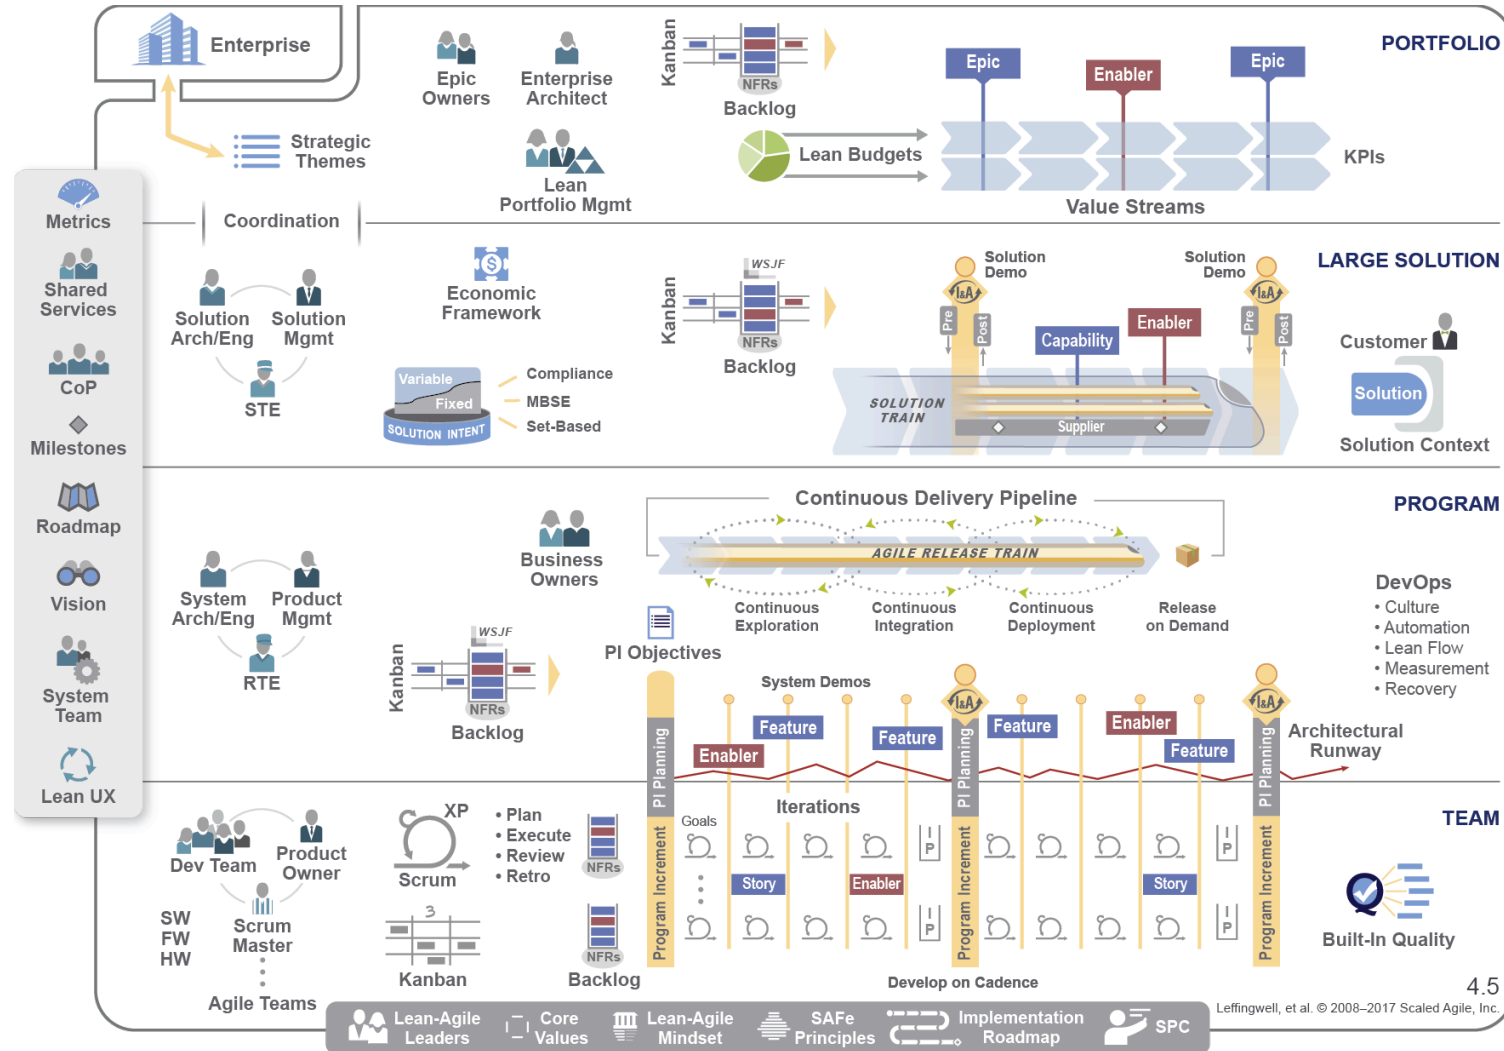 Enterprise
Strategic
Themes
Epic
Owners
Enterprise
Architect
Lean
Portfolio Mgmt
Kanban
NFRs
Backlog
Lean Budgets
Epic
Enabler
Epic
KPIs
Value Streams
PORTFOLIO
Metrics
Shared
Services
CoP
Milestones
Roadmap
Vision
System
Team
Lean UX
Coordination
Solution
Arch/Eng
Solution
Mgmt
STE
Economic
Framework
Variable
Fixed
SOLUTION INTENT
Compliance
MBSE
Set-Based
Kanban
WSJF
NFRs
Backlog
Solution
Demo
I&A
Pre
Post
Capability
Enabler
Solution
Demo
I&A
Pre
Post
SOLUTION
TRAIN
Supplier
LARGE SOLUTION
Customer
Solution
Solution Context
System
Arch/Eng
Product
Mgmt
RTE
Business
Owners
Kanban
WSJF
NFRs
Backlog
PI Objectives
Continuous Delivery Pipeline
AGILE RELEASE TRAIN
Continuous
Exploration
Continuous
Integration
Continuous
Deployment
Release
on Demand
PROGRAM
DevOps
• Culture
• Automation
• Lean Flow
• Measurement
• Recovery
System Demos
I&A
I&A
Enabler
Feature
Feature
Feature
Enabler
Feature
Architectural
Runway
PI Planning
PI Planning
PI Planning
Dev Team
Product
Owner
Scrum
Master
SW
FW
HW
Agile Teams
XP
Scrum
• Plan
• Execute
• Review
• Retro
NFRs
3
Kanban
NFRs
Backlog
Program Increment
Goals
Iterations
Story
Enabler
I
P
I
P
Program Increment
Story
I
P
I
P
Program Increment
Develop on Cadence
TEAM
Built-In Quality
4.5
Leffingwell, et al. © 2008–2017 Scaled Agile, Inc.
Lean-Agile
Leaders
Core
Values
Lean-Agile
Mindset
SAFe
Principles
Implementation
Roadmap
SPC